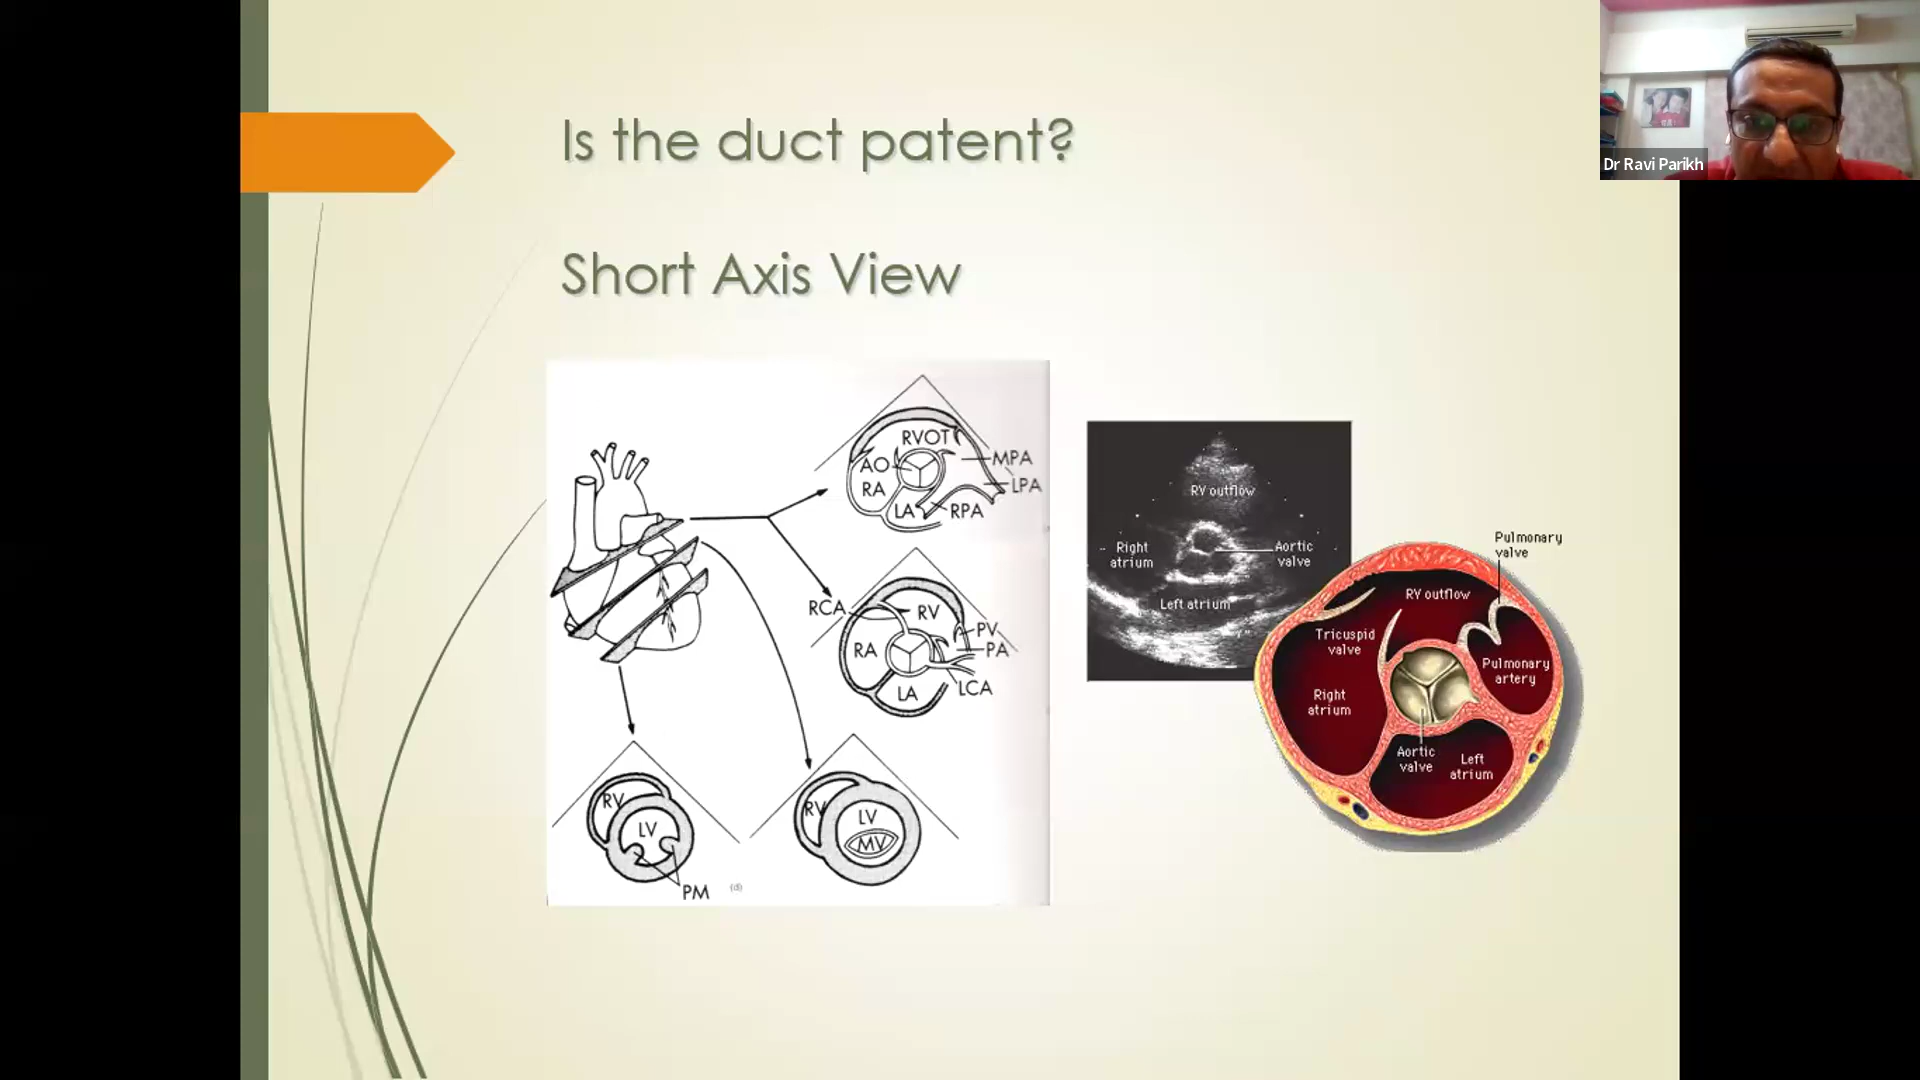 Is the duct patent?
Short Axis View
RVOT
AO
MPA
RA
LPA
LA
RPA
RCA
RV
PV
RA
PA
LA
LCA
RV
LV
PM
(d)
RV
LV
MV
RV outflow
Right
atrium
Aortic
valve
Left atrium
Pulmonary
valve
RV outflow
Tricuspid
valve
Pulmonary
artery
Right
atrium
Aortic
valve
Left
atrium
Dr Ravi Parikh